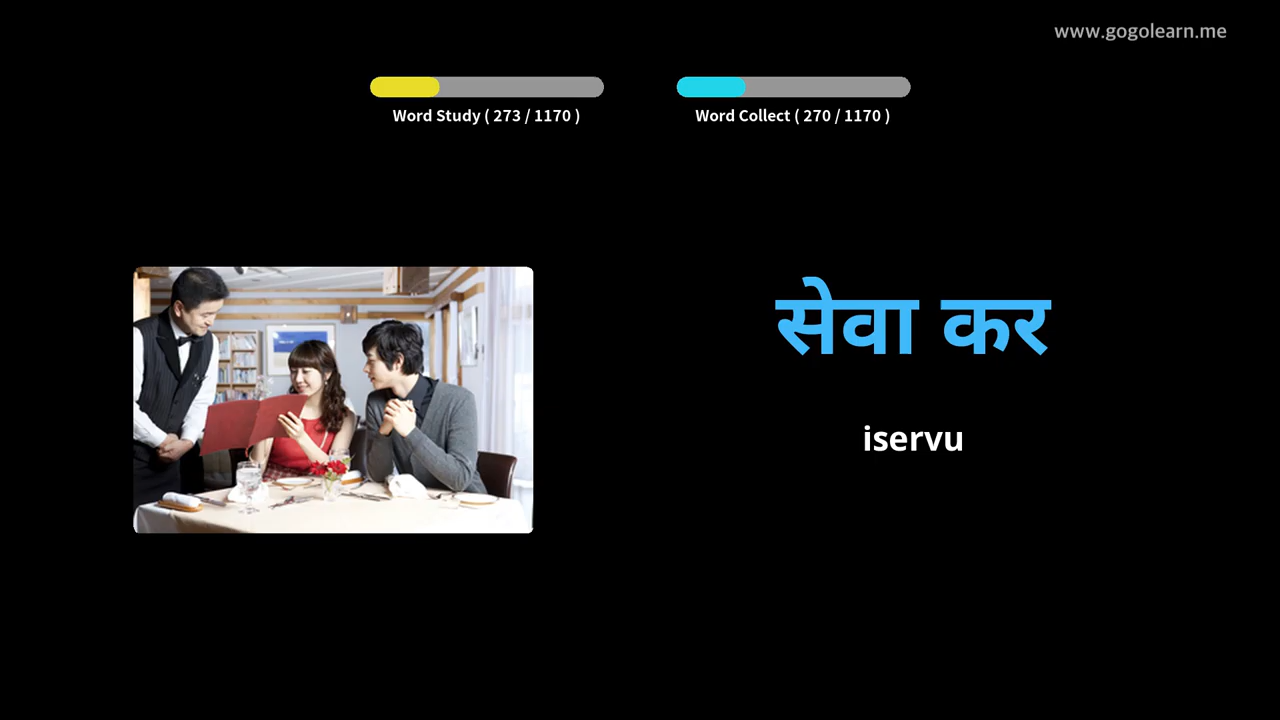 www.gogolearn.me
Word Study ( 273 / 1170 )
Word Collect ( 270 / 1170 )
सेवा कर
iservu